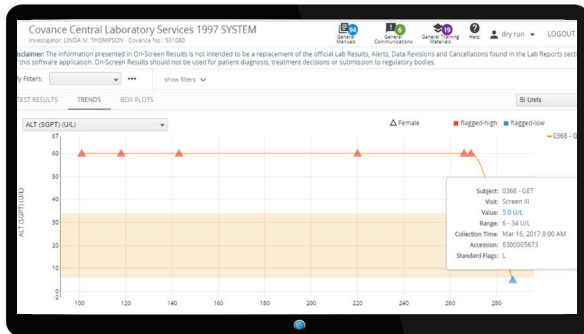 Covance Central Laboratory Services 1997 SYSTEM
Investigator: LINDA M. THOMPSON - Covance No.: 501080
94
General Manuals
6
General Communications
19
General Training Materials
Help
dry run
LOGOUT
isclaimer: The information presented in On-Screen Results is not intended to be a replacement of the official Lab Results, Alerts, Data Revisions and Cancellations found in the Lab Reports sect
this software application. On-Screen Results should not be used for patient diagnosis, treatment decisions or submission to regulatory bodies.
y Filters:
show filters
TEST RESULTS
TRENDS
BOX PLOTS
SI Units
ALT (SGPT) (U/L)
Female
flagged-high
flagged-low
0368 - G
ALT (SGPT) (U/L)
67
60
50
40
30
20
10
0
-2
100
120
140
160
180
200
220
240
260
280
Subject: 0368 - GET
Visit: Screen III
Value: 5.0 U/L
Range: 6 - 34 U/L
Collection Time: Mar 16, 2017 8:00 AM
Accession: 6300005673
Standard Flags: L